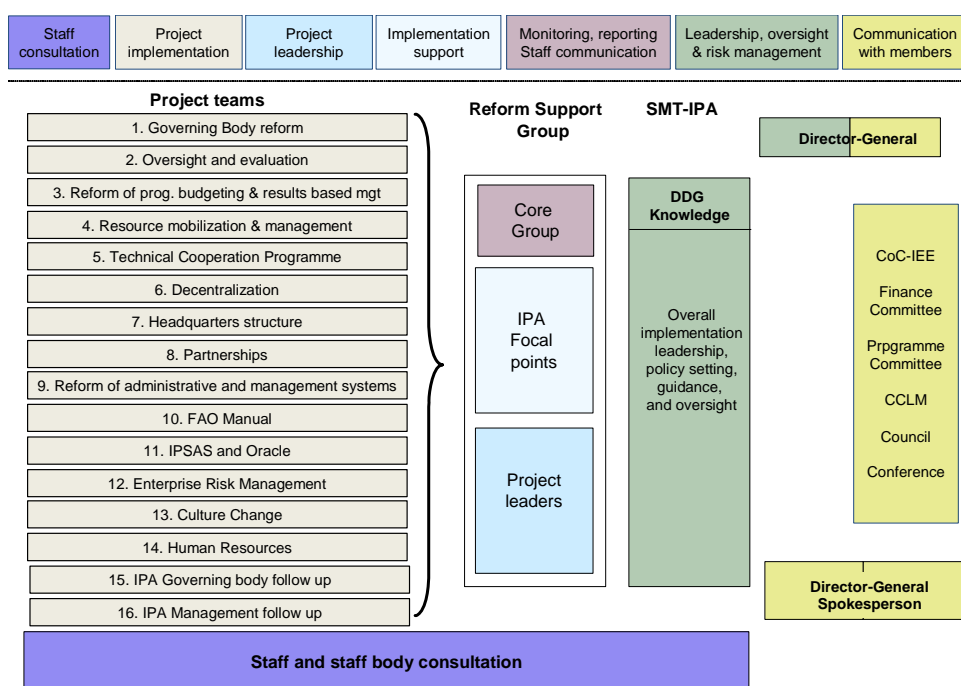 Staff
consultation
Project
implementation
Project
leadership
Implementation
support
Monitoring, reporting
Staff communication
Leadership, oversight
& risk management
Communication
with members
Project teams
1. Governing Body reform
2. Oversight and evaluation
3. Reform of prog. budgeting & results based mgt
4. Resource mobilization & management
5. Technical Cooperation Programme
6. Decentralization
7. Headquarters structure
8. Partnerships
9. Reform of administrative and management systems
10. FAO Manual
11. IPSAS and Oracle
12. Enterprise Risk Management
13. Culture Change
14. Human Resources
15. IPA Governing body follow up
16. IPA Management follow up
Reform Support
Group
Core
Group
IPA
Focal
points
Project
leaders
SMT-IPA
DDG
Knowledge
Overall
implementation
leadership,
policy setting,
guidance,
and oversight
Director-General
CoC-IEE
Finance
Committee
Prpgramme
Committee
CCLM
Council
Conference
Director-General
Spokesperson
Staff and staff body consultation